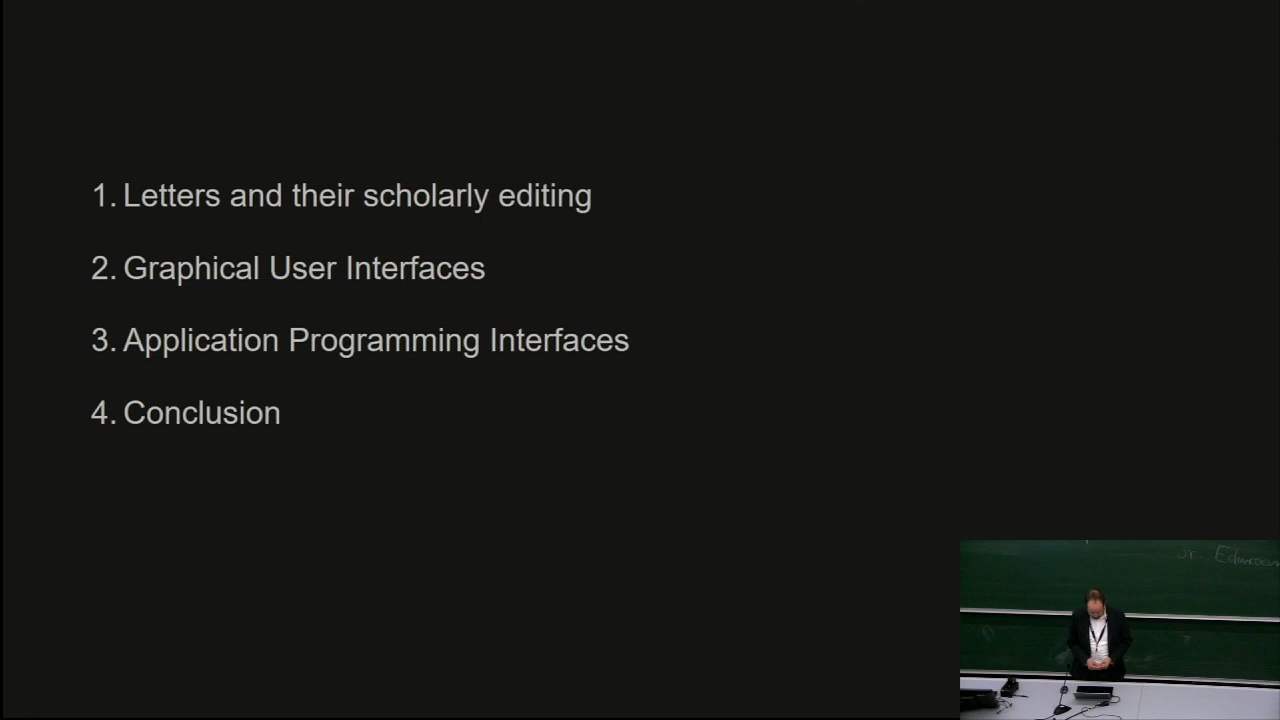 1. Letters and their scholarly editing
2. Graphical User Interfaces
3. Application Programming Interfaces
4. Conclusion